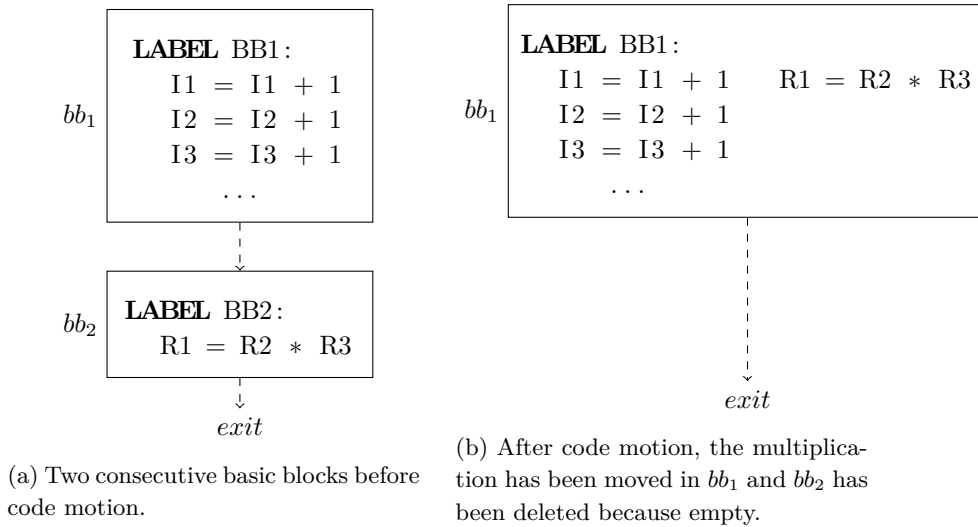 LABEL BB1:
I1 = I1 + 1
I2 = I2 + 1
I3 = I3 + 1
...
bb1
LABEL BB2:
R1 = R2 * R3
bb2
exit
(a) Two consecutive basic blocks before
code motion.
LABEL BB1:
I1 = I1 + 1 R1 = R2 * R3
I2 = I2 + 1
I3 = I3 + 1
...
bb1
exit
(b) After code motion, the multiplica-
tion has been moved in bb1 and bb2 has
been deleted because empty.